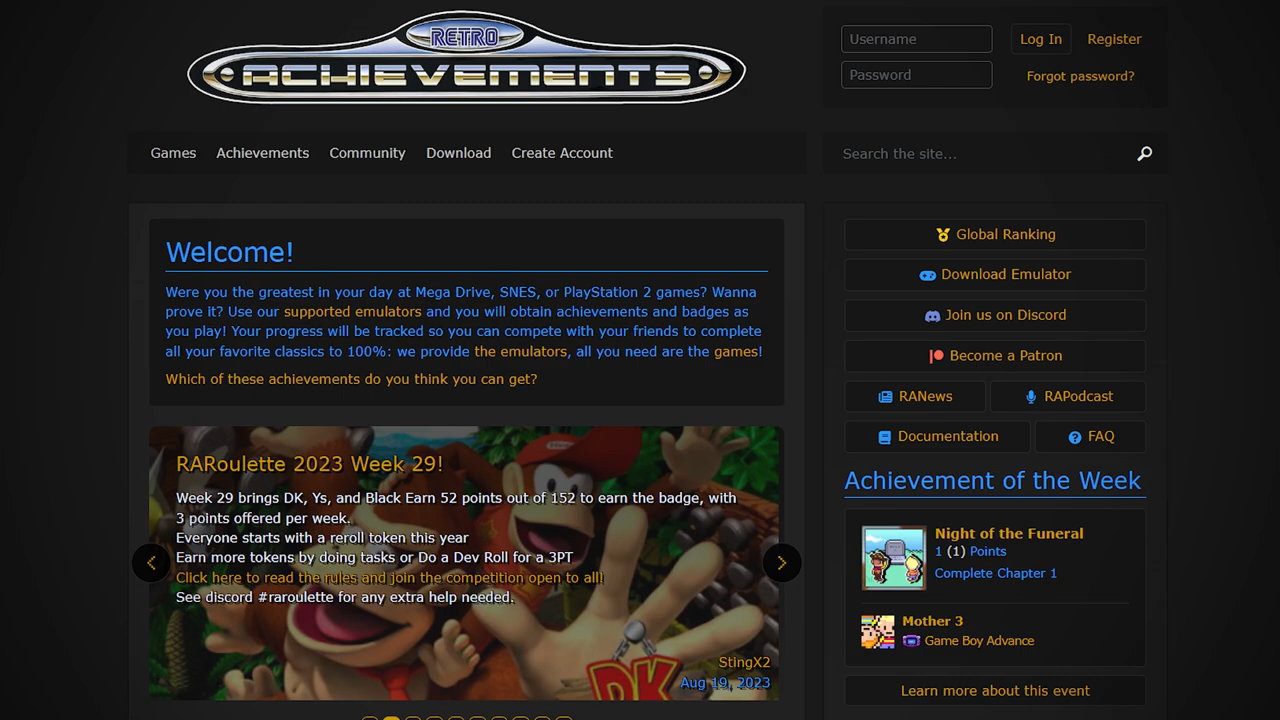 RETRO
ACHIEVEMENTS
Username
Log In
Register
Password
Forgot password?
Games
Achievements
Community
Download
Create Account
Search the site...
Welcome!
Were you the greatest in your day at Mega Drive, SNES, or PlayStation 2 games? Wanna
prove it? Use our supported emulators and you will obtain achievements and badges as
you play! Your progress will be tracked so you can compete with your friends to complete
all your favorite classics to 100%: we provide the emulators, all you need are the games!
Which of these achievements do you think you can get?
RARoulette 2023 Week 29!
Week 29 brings DK, Ys, and Black Earn 52 points out of 152 to earn the badge, with
3 points offered per week.
Everyone starts with a reroll token this year
Earn more tokens by doing tasks or Do a Dev Roll for a 3PT
Click here to read the rules and join the competition open to all!
See discord #raroulette for any extra help needed.
DK
StingX2
Aug 19, 2023
Global Ranking
Download Emulator
Join us on Discord
Become a Patron
RANews
RAPodcast
Documentation
FAQ
Achievement of the Week
Night of the Funeral
1 (1) Points
Complete Chapter 1
Mother 3
Game Boy Advance
Learn more about this event